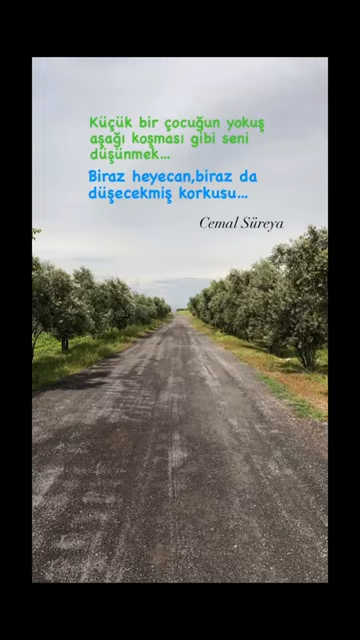 Küçük bir çocuğun yokuş
aşağı koşması gibi seni
düşünmek...
Biraz heyecan,biraz da
düşecekmiş korkusu...
Cemal Süreya